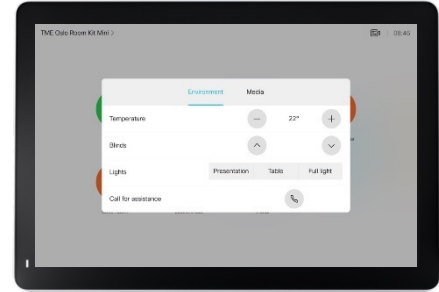 TME Oslo Room Kit Mini >
08:46
Environment Media
Temperature 22°
Blinds
Lights Presentation Table Full light
Call for assistance